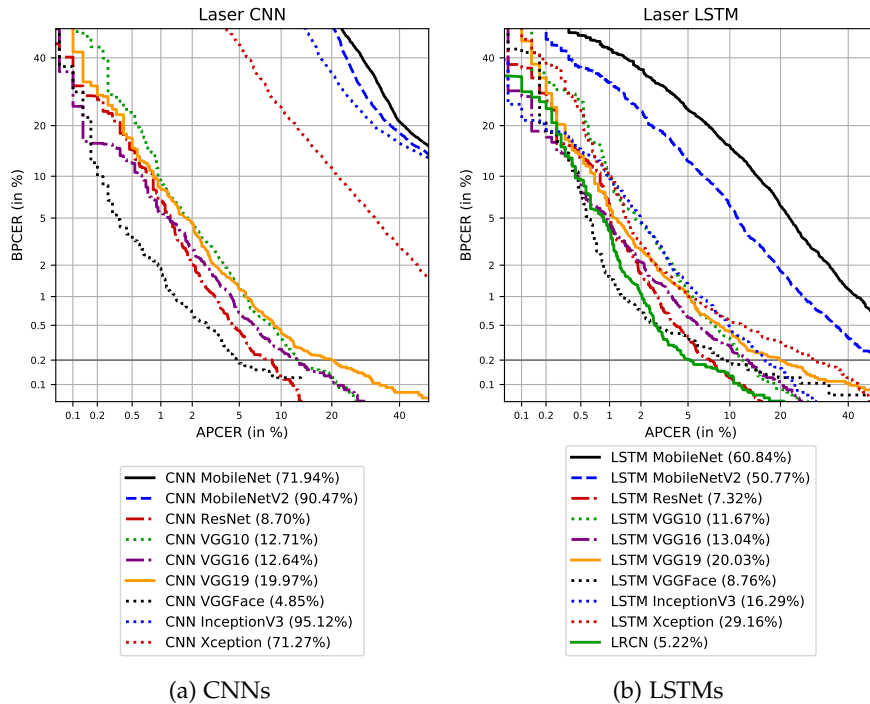 Laser CNN
40
20
10
5
2
1
0.5
0.2
0.1
BPCER (in %)
0.1 0.2 0.5 1 2 5 10 20 40
APCER (in %)
CNN MobileNet (71.94%)
CNN MobileNetV2 (90.47%)
CNN ResNet (8.70%)
CNN VGG10 (12.71%)
CNN VGG16 (12.64%)
CNN VGG19 (19.97%)
CNN VGGFace (4.85%)
CNN InceptionV3 (95.12%)
CNN Xception (71.27%)
(a) CNNs
Laser LSTM
40
20
10
5
2
1
0.5
0.2
0.1
BPCER (in %)
0.1 0.2 0.5 1 2 5 10 20 40
APCER (in %)
LSTM MobileNet (60.84%)
LSTM MobileNetV2 (50.77%)
LSTM ResNet (7.32%)
LSTM VGG10 (11.67%)
LSTM VGG16 (13.04%)
LSTM VGG19 (20.03%)
LSTM VGGFace (8.76%)
LSTM InceptionV3 (16.29%)
LSTM Xception (29.16%)
LRCN (5.22%)
(b) LSTMs